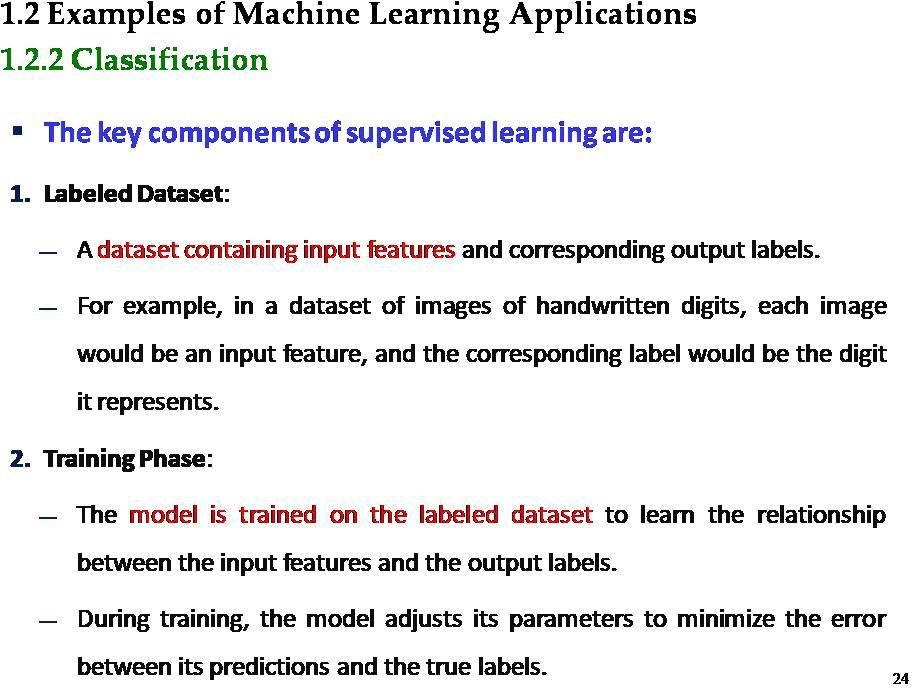 1.2 Examples of Machine Learning Applications
1.2.2 Classification
▪ The key components of supervised learning are:
1. Labeled Dataset:
— A dataset containing input features and corresponding output labels.
— For example, in a dataset of images of handwritten digits, each image
would be an input feature, and the corresponding label would be the digit
it represents.
2. Training Phase:
— The model is trained on the labeled dataset to learn the relationship
between the input features and the output labels.
— During training, the model adjusts its parameters to minimize the error
between its predictions and the true labels.
24